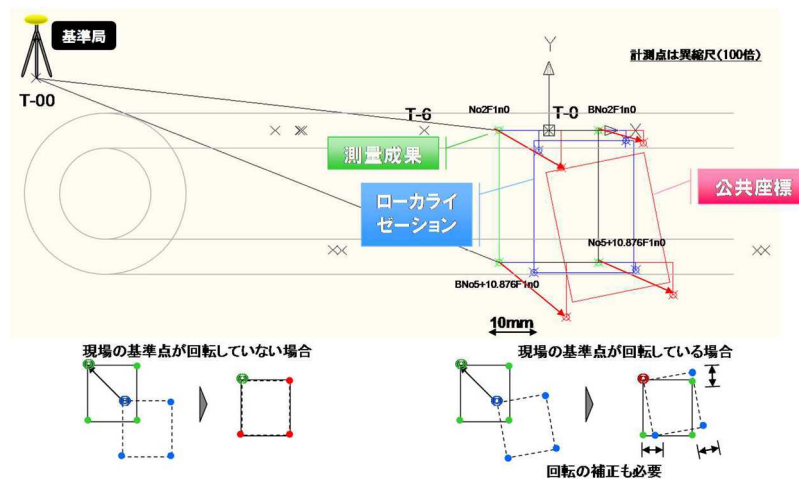 基準局
T-00
計測点は異縮尺(100倍)
Y
No2F1n0
BNo2F1n0
T-6
T-0
X
測量成果
公共座標
ローカライ
ゼーション
No5+10.876F1n0
BNo5+10.876F1n0
10mm
現場の基準点が回転していない場合
現場の基準点が回転している場合
回転の補正も必要